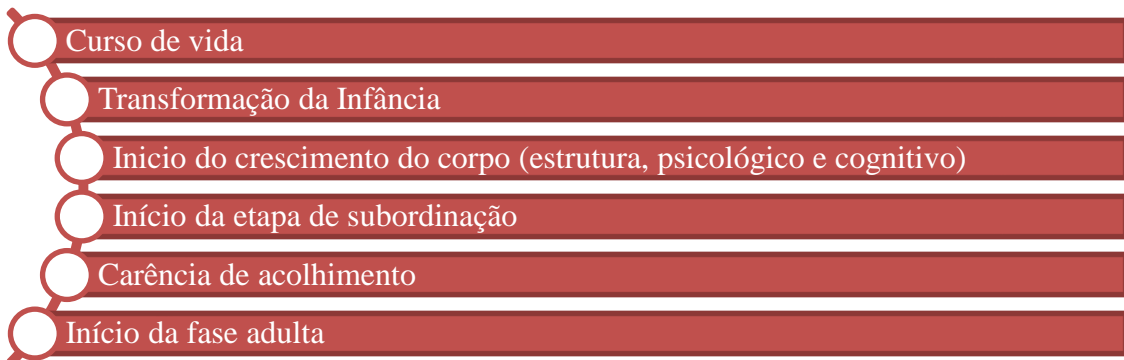 Curso de vida
Transformação da Infância
Inicio do crescimento do corpo (estrutura, psicológico e cognitivo)
Início da etapa de subordinação
Carência de acolhimento
Início da fase adulta